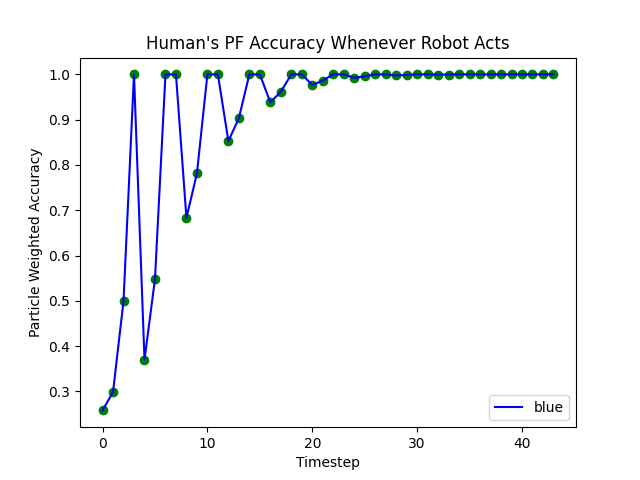 Human's PF Accuracy Whenever Robot Acts
1.0
0.9
0.8
0.7
0.6
0.5
0.4
0.3
Particle Weighted Accuracy
blue
0 10 20 30 40
Timestep